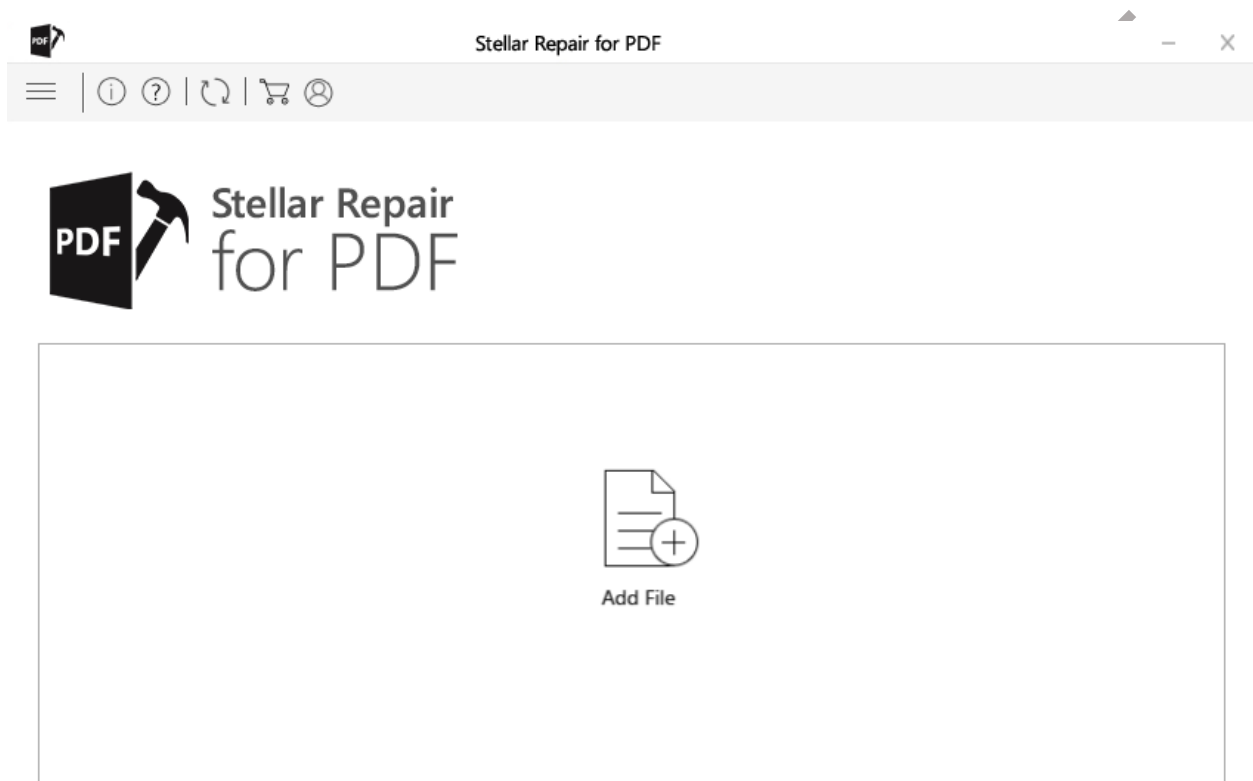 PDF
Stellar Repair for PDF
PDF
Stellar Repair
for PDF
Add File